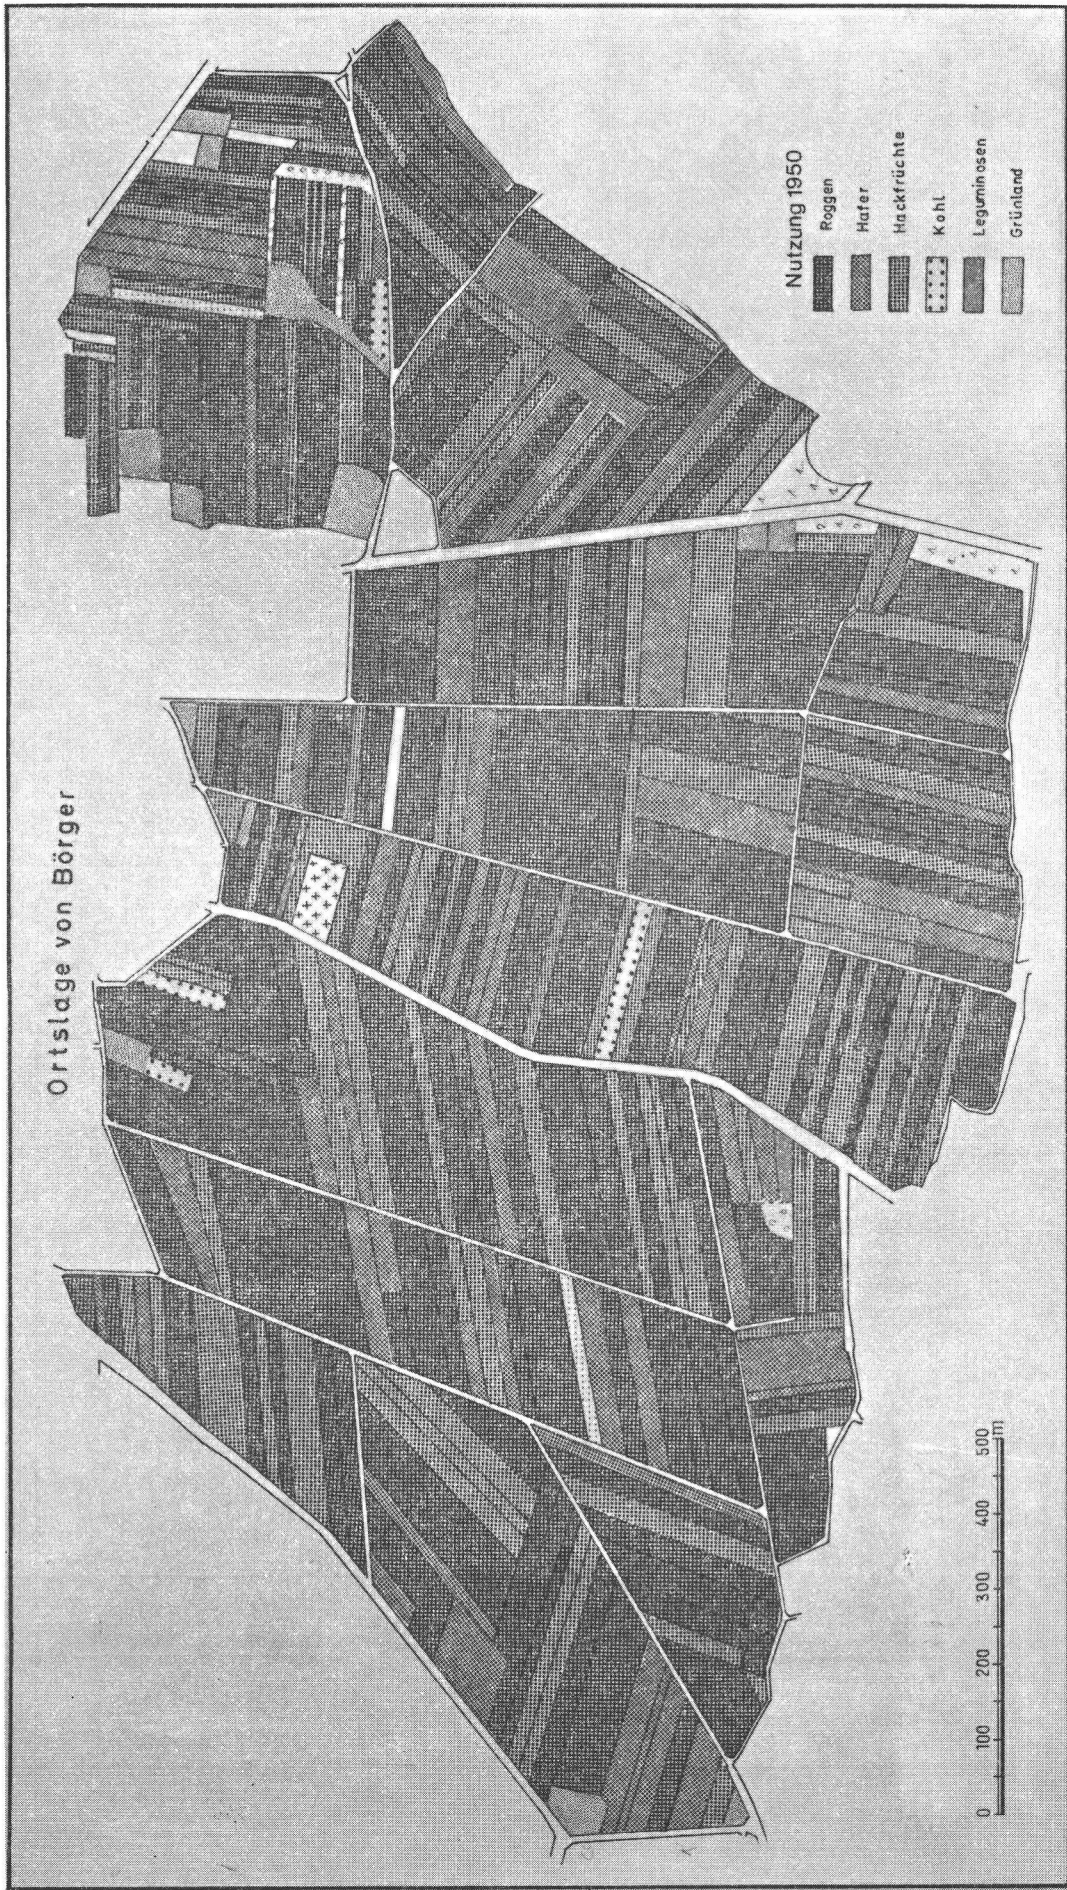 Ortslage von Börger
Nutzung 1950
Roggen
Hafer
Hackfrüchte
Kohl
Leguminosen
Grünland
0 100 200 300 400 500 m